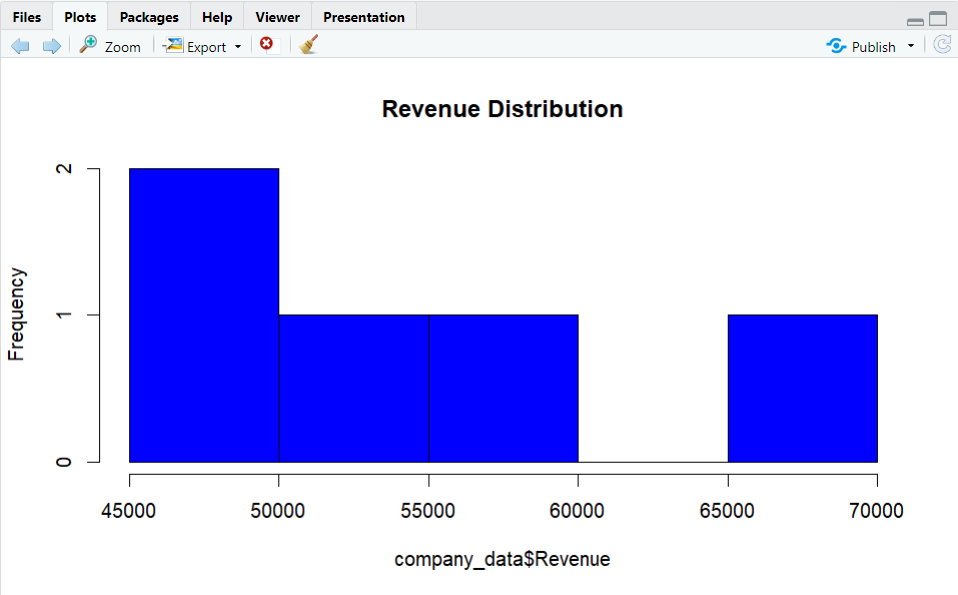 Files Plots Packages Help Viewer Presentation
Zoom Export Publish
Revenue Distribution
2
1
0
Frequency
45000 50000 55000 60000 65000 70000
company_data$Revenue